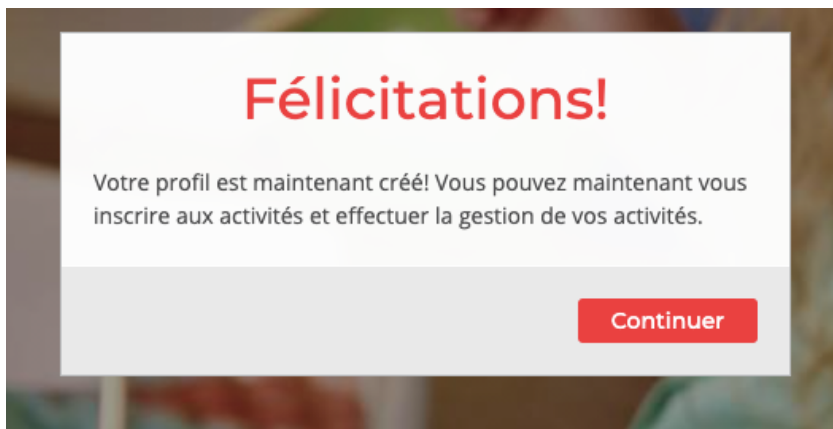 Félicitations!
Votre profil est maintenant créé! Vous pouvez maintenant vous
inscrire aux activités et effectuer la gestion de vos activités.
Continuer